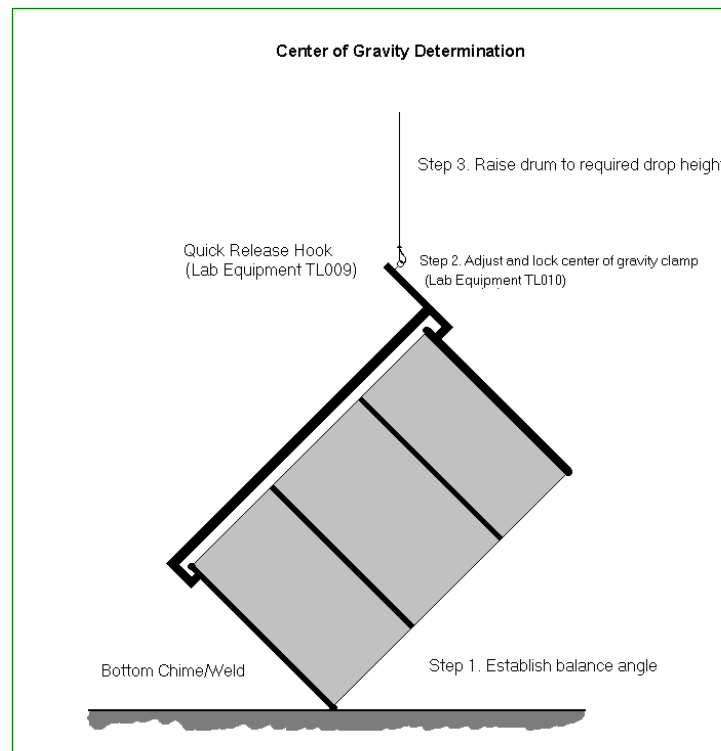 Center of Gravity Determination
Step 3. Raise drum to required drop heigh
Quick Release Hook
(Lab Equipment TL009)
Step 2. Adjust and lock center of gravity clamp
(Lab Equipment TL010)
Bottom Chime/Weld
Step 1. Establish balance angle